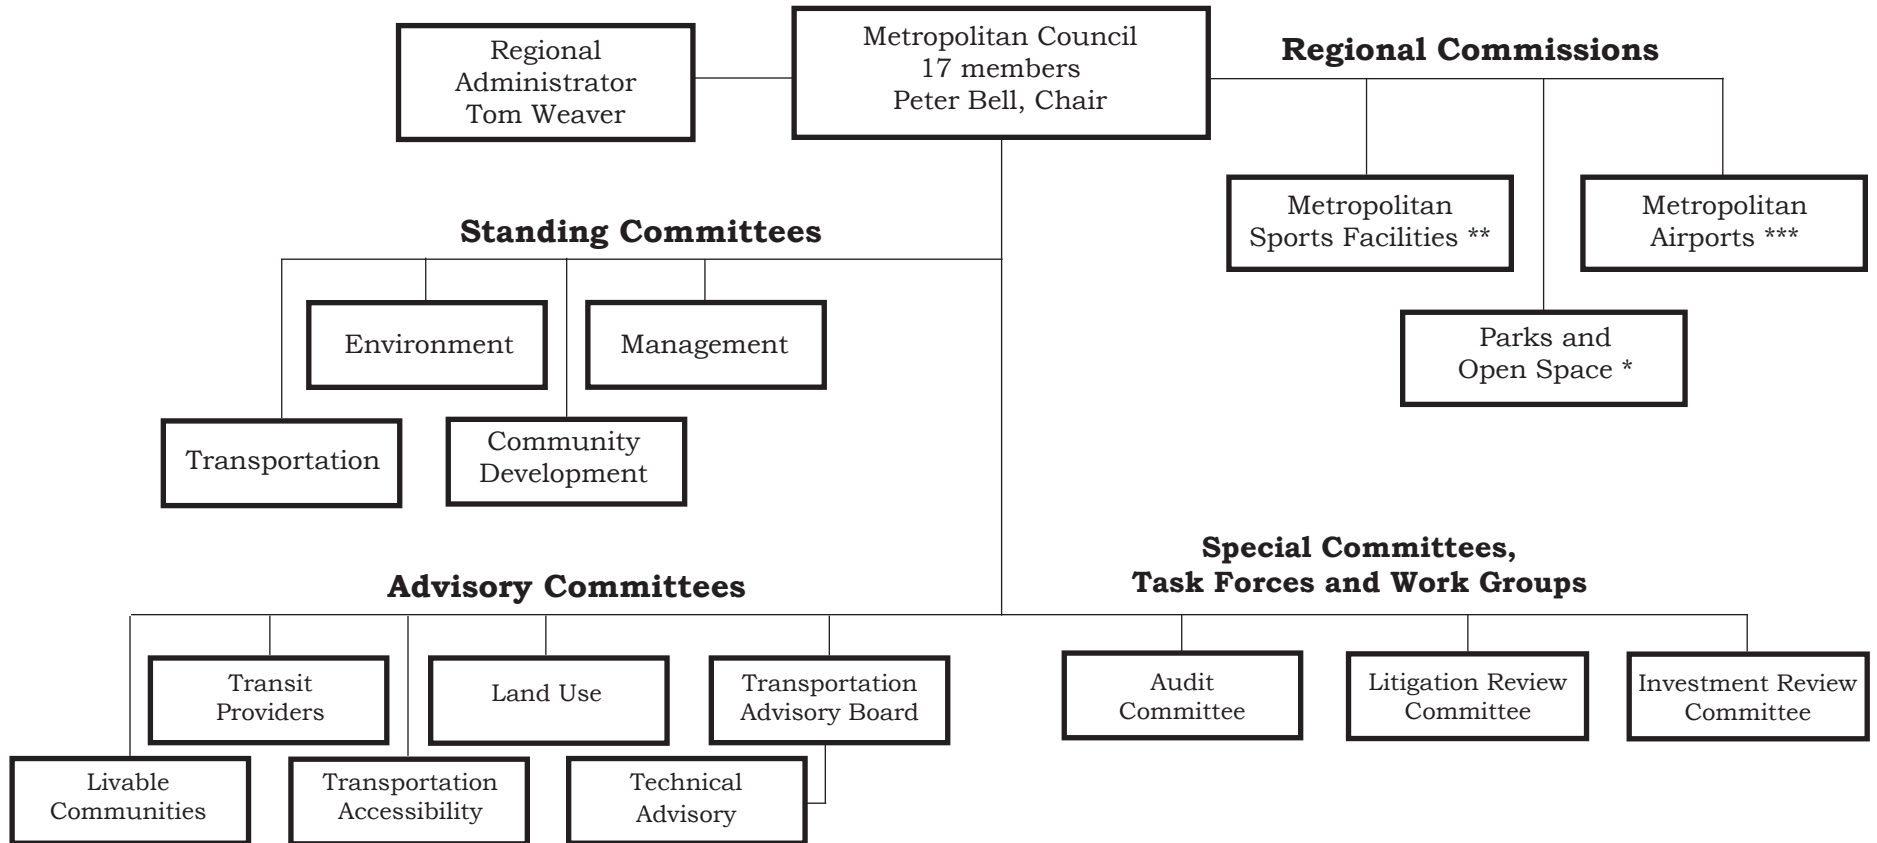 Regional
Administrator
Tom Weaver
Metropolitan Council
17 members
Peter Bell, Chair
Regional Commissions
Metropolitan
Sports Facilities **
Metropolitan
Airports ***
Parks and
Open Space *
Standing Committees
Environment
Management
Transportation
Community
Development
Advisory Committees
Transit
Providers
Land Use
Transportation
Advisory Board
Livable
Communities
Transportation
Accessibility
Technical
Advisory
Special Committees,
Task Forces and Work Groups
Audit
Committee
Litigation Review
Committee
Investment Review
Committee